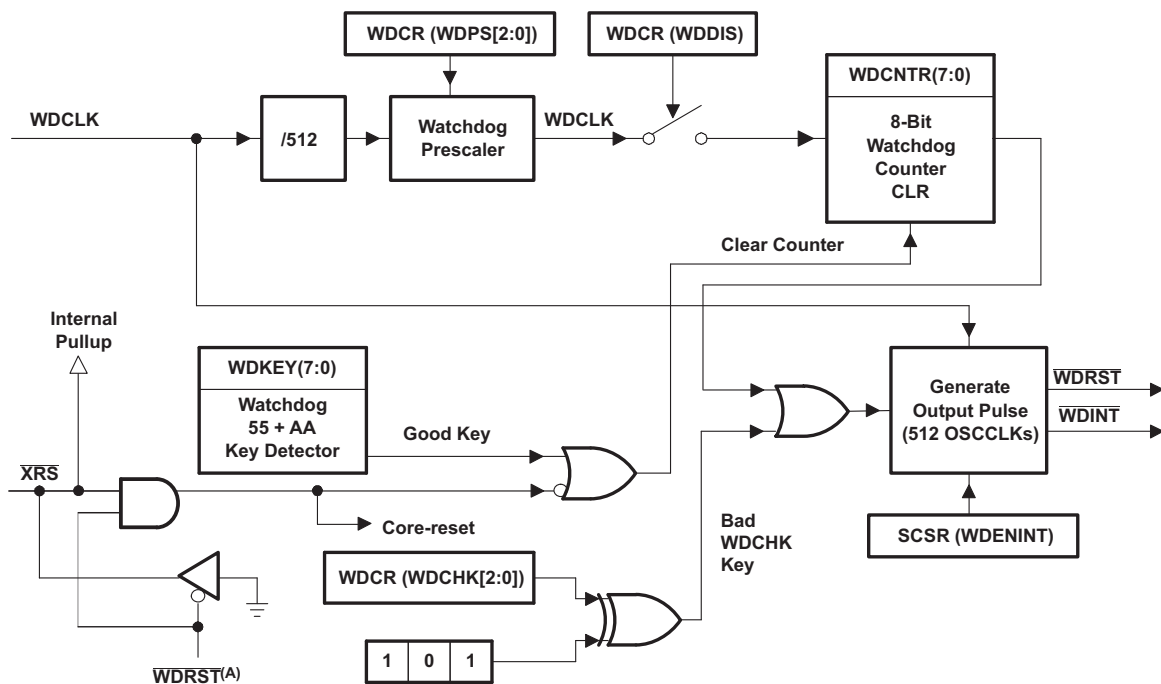 WDCR (WDPS[2:0])
WDCR (WDDIS)
WDCNTR(7:0)
WDCLK
/512
Watchdog
Prescaler
WDCLK
8-Bit
Watchdog
Counter
CLR
Clear Counter
Internal
Pullup
WDKEY(7:0)
Watchdog
55 + AA
Key Detector
Good Key
Generate
Output Pulse
(512 OSCCLKs)
WDRST
WDINT
XRS
Core-reset
Bad
WDCHK
Key
SCSR (WDENINT)
WDCR (WDCHK[2:0])
1 0 1
WDRST(A)